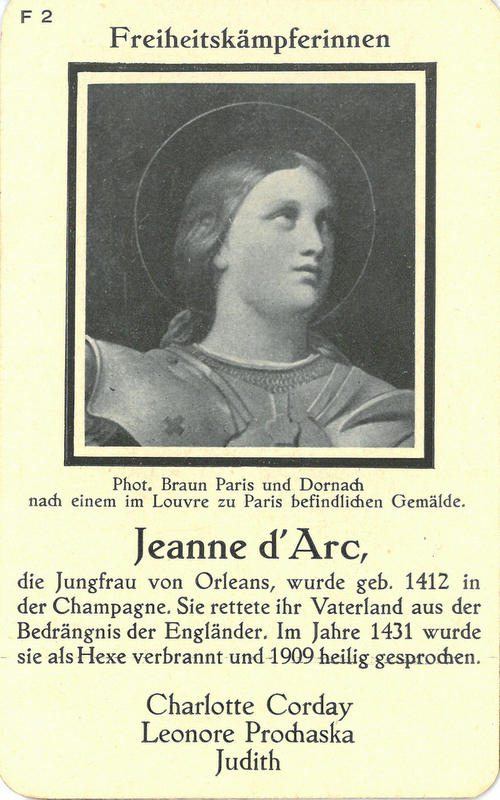 F 2
Freiheitskämpferinnen
Phot. Braun Paris und Dornach
nach einem im Louvre zu Paris befindlichen Gemälde.
Jeanne d'Arc,
die Jungfrau von Orleans, wurde geb. 1412 in
der Champagne. Sie rettete ihr Vaterland aus der
Bedrängnis der Engländer. Im Jahre 1431 wurde
sie als Hexe verbrannt und 1909 heilig gesprochen.
Charlotte Corday
Leonore Prochaska
Judith